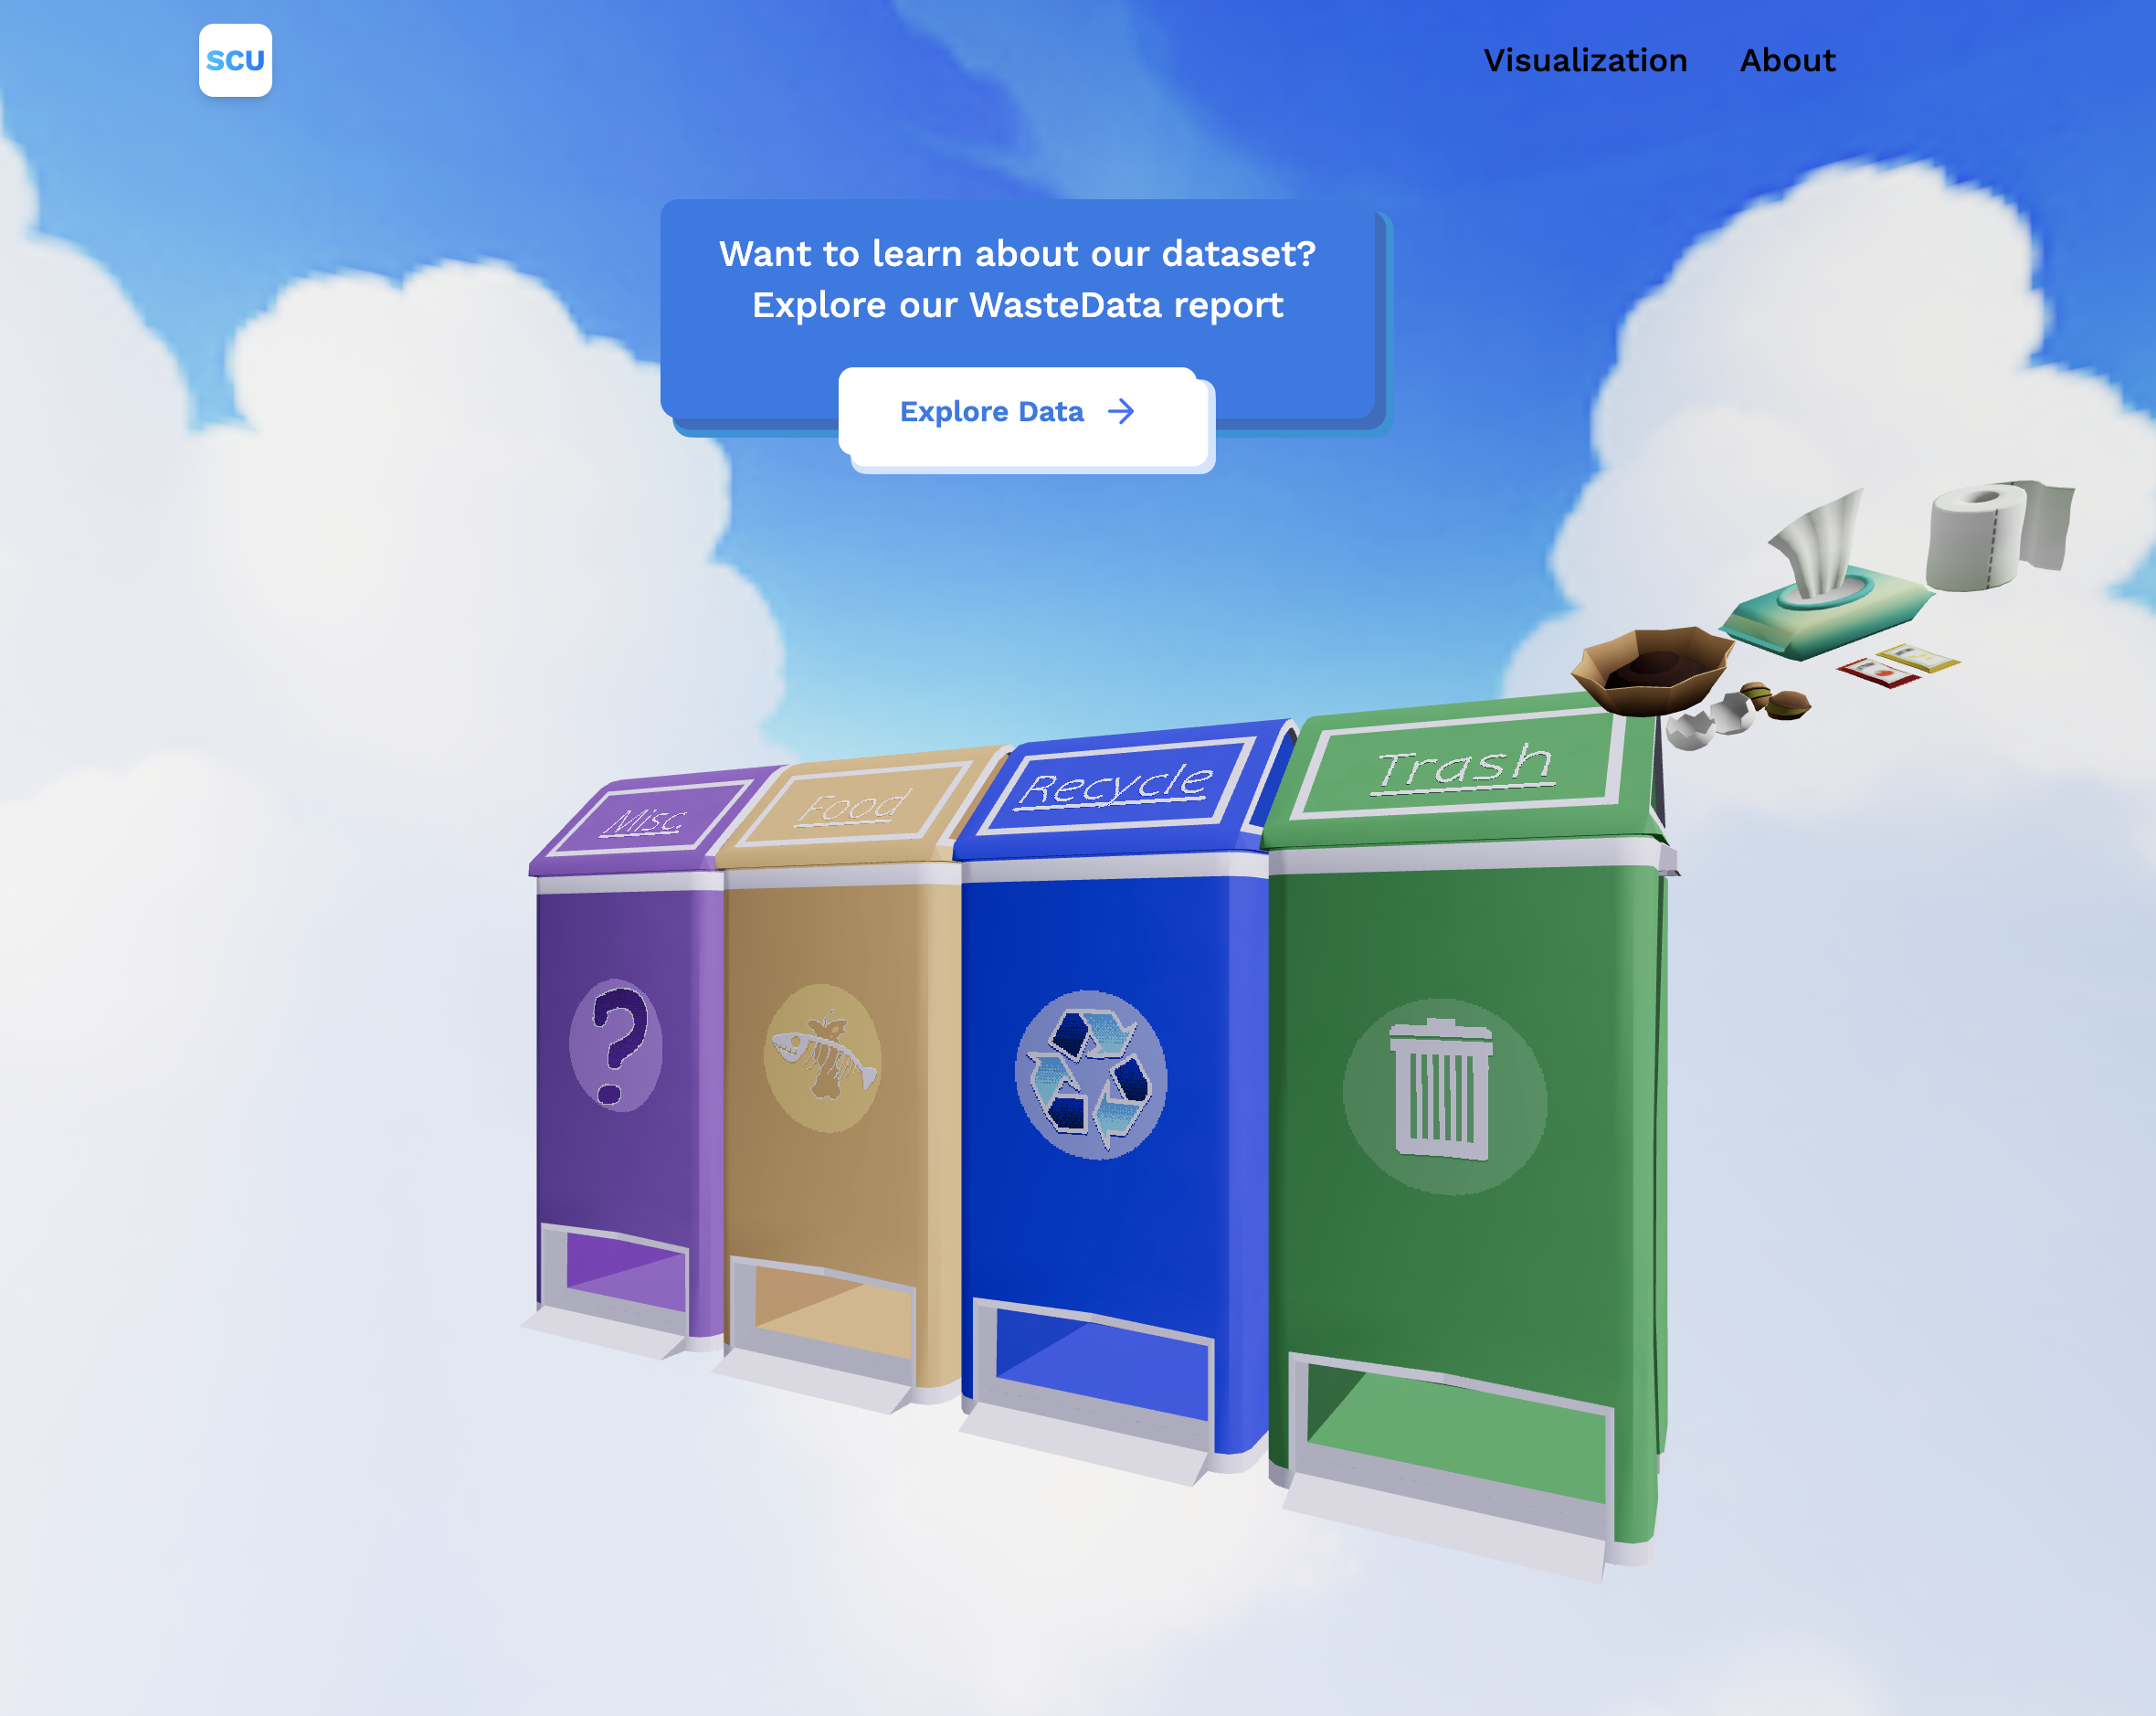 SCU
Visualization
About
Want to learn about our dataset?
Explore our WasteData report
Explore Data
Misc.
Food
Recycle
Trash